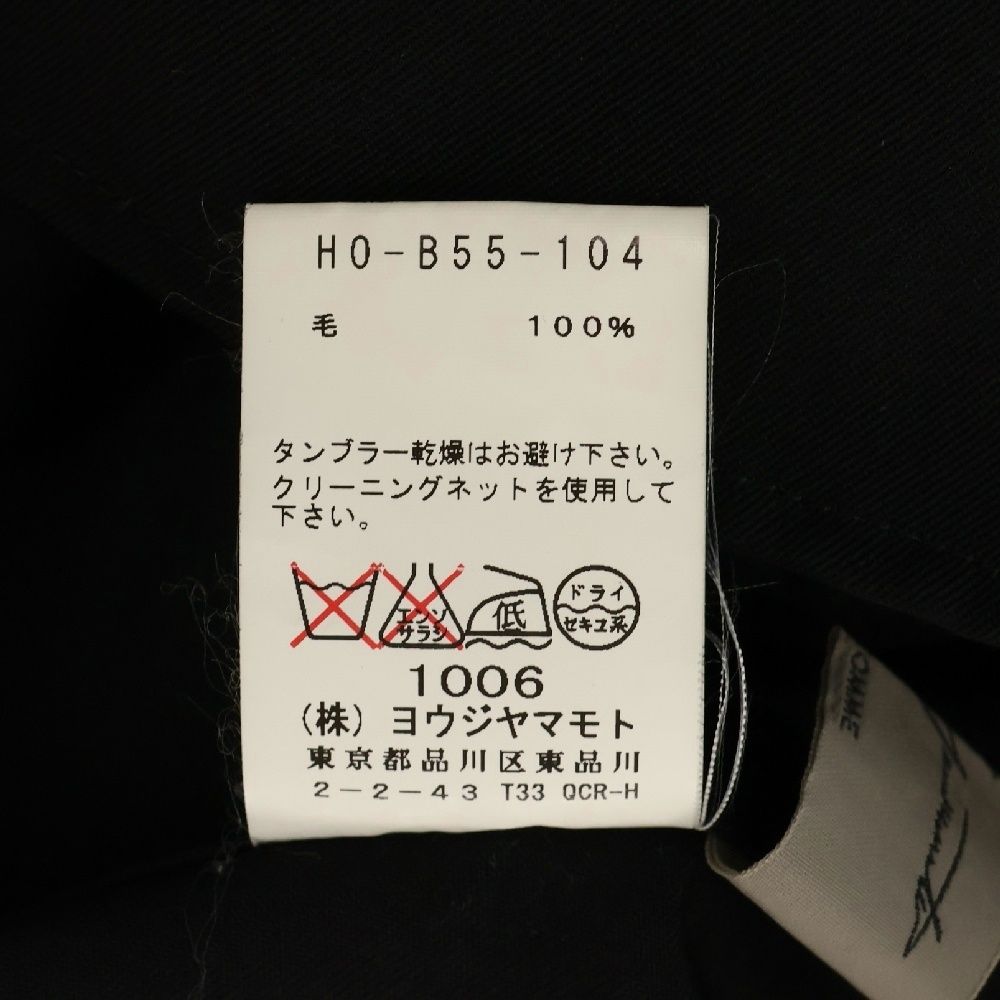 HO-B55-104
毛 100%
タンブラー乾燥はお避け下さい。
クリーニングネットを使用して
下さい。
エンソ
サラシ
低
ドライ
セキユ系
1006
(株)ヨウジヤマモト
東京都品川区東品川
2-2-43 T33 QCR-H
OMME